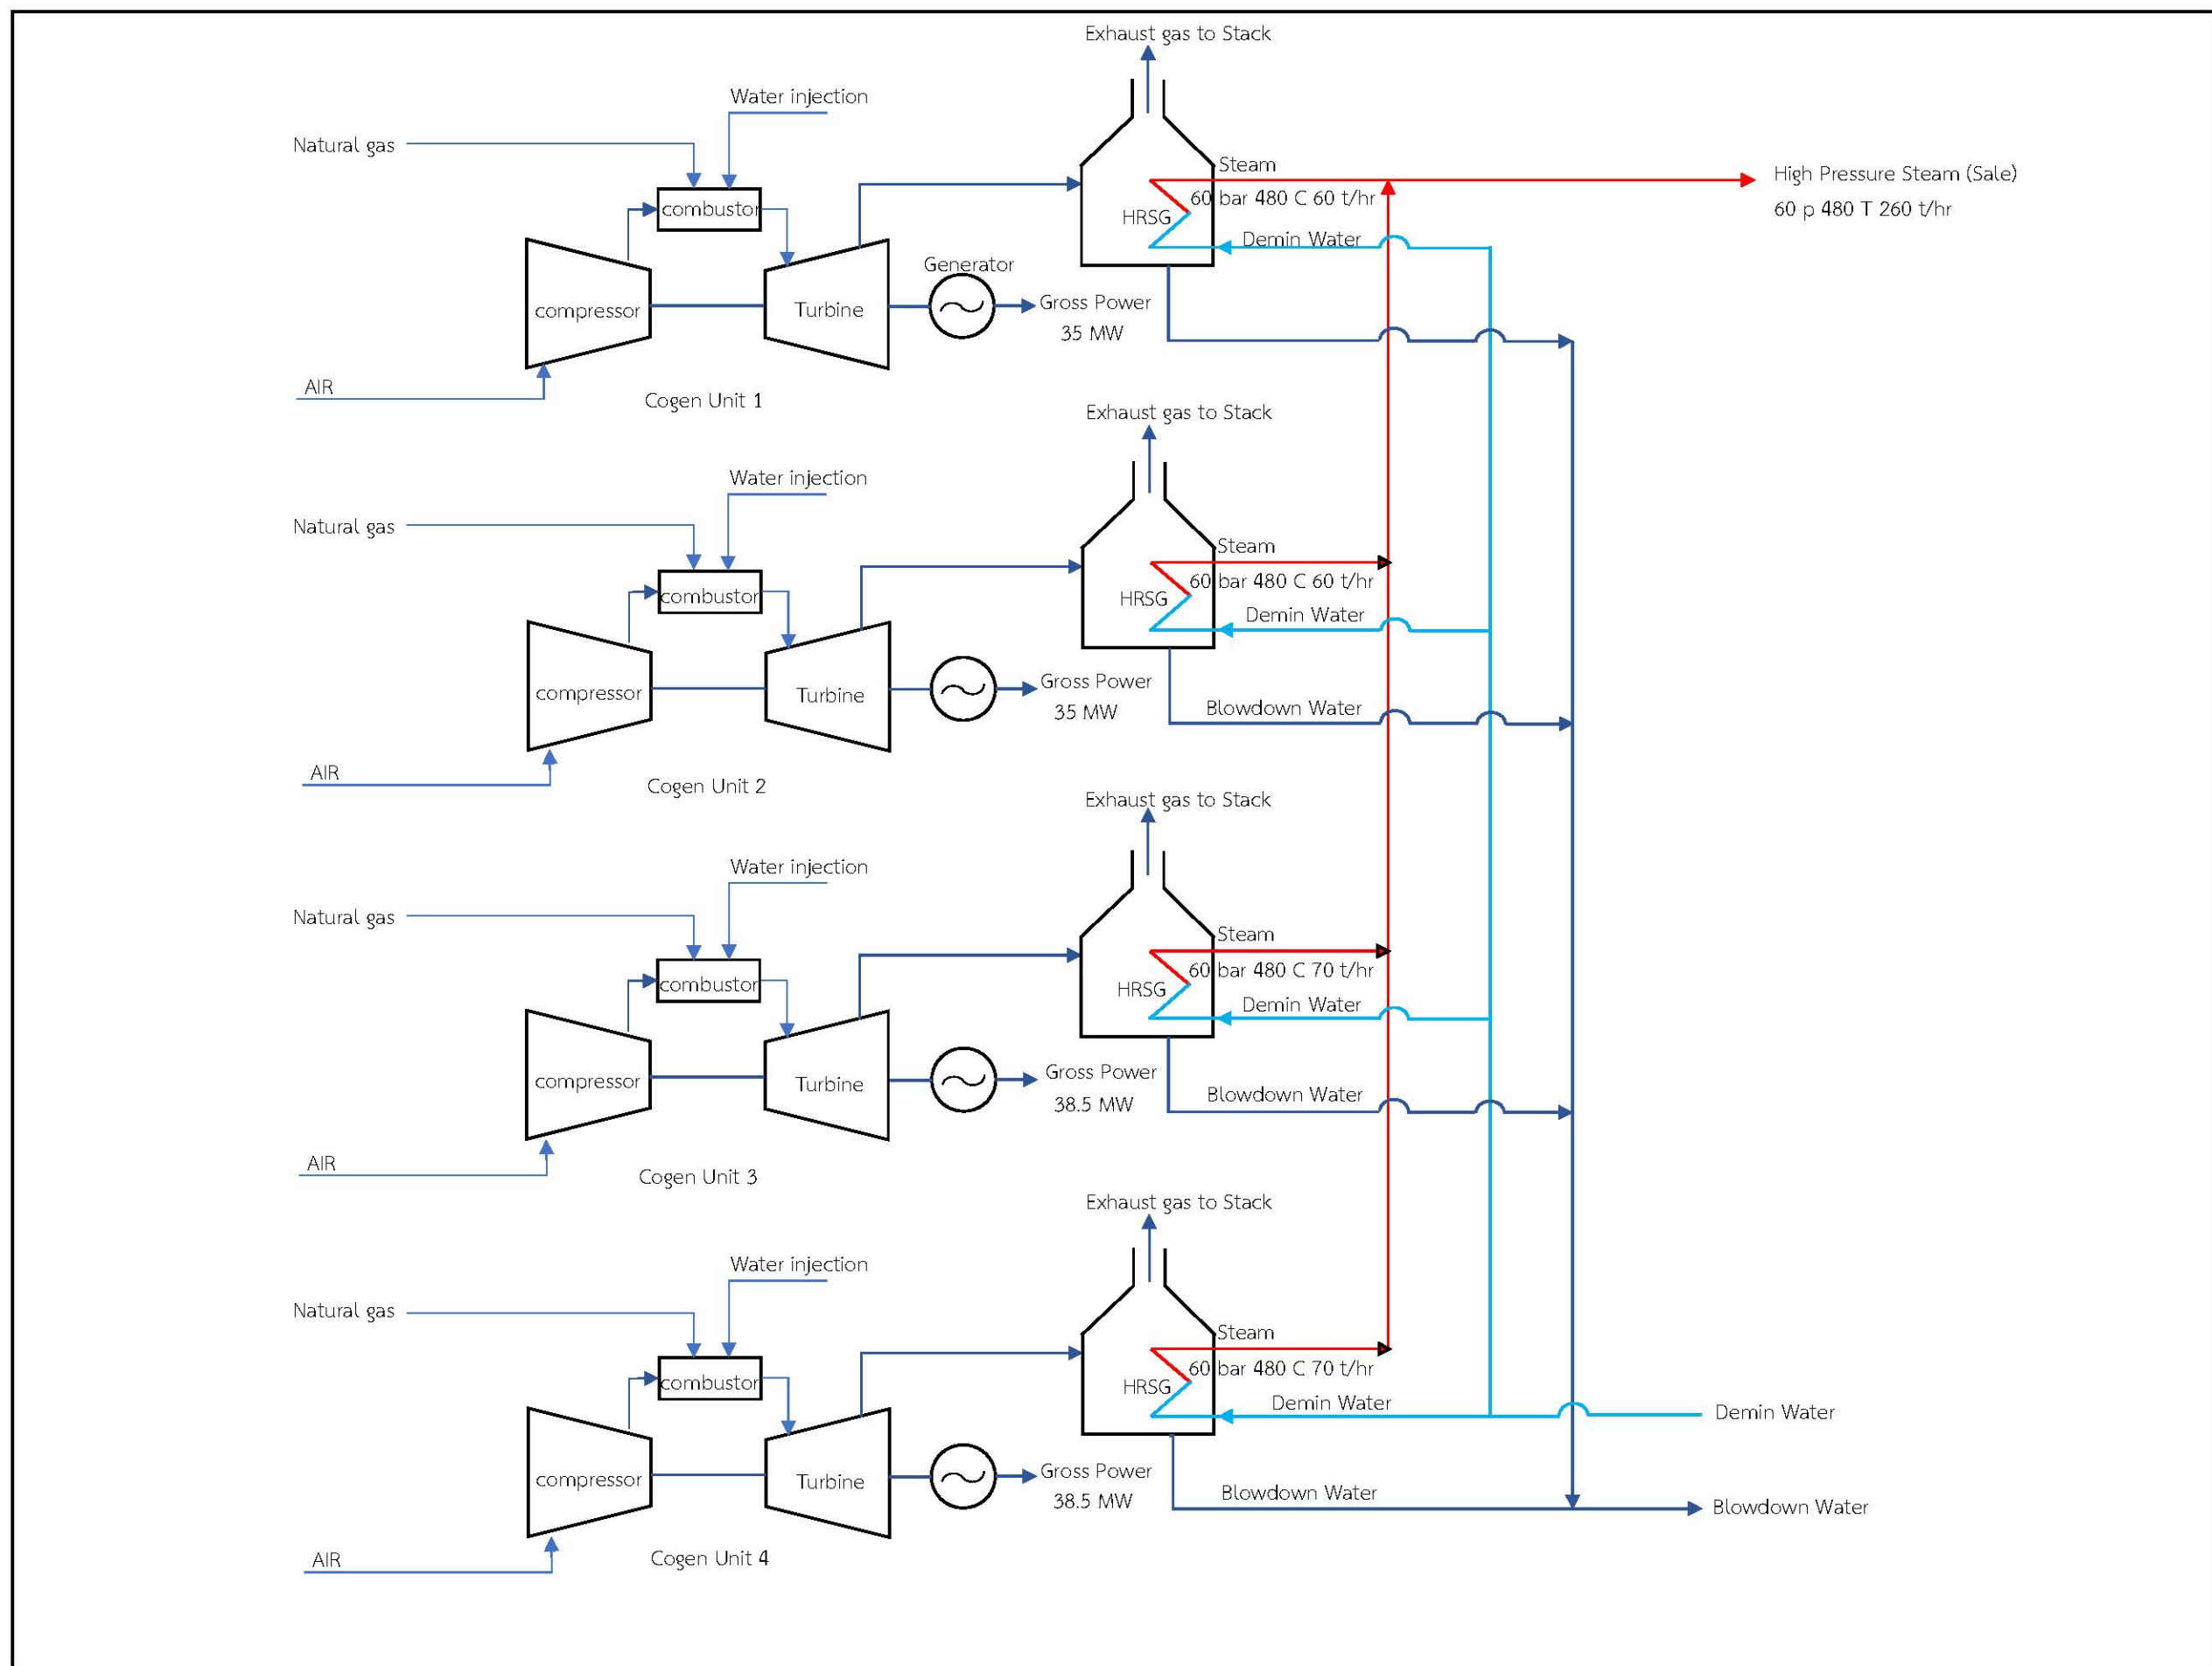 Exhaust gas to Stack
Water injection
Natural gas
Steam
High Pressure Steam (Sale)
60 bar 480 C 60 t/hr
60 p 480 T 260 t/hr
combustor
HRSG
Demin Water
Generator
compressor
Turbine
Gross Power
35 MW
AIR
Cogen Unit 1
Exhaust gas to Stack
Water injection
Natural gas
Steam
60 bar 480 C 60 t/hr
combustor
HRSG
Demin Water
compressor
Turbine
Gross Power
35 MW
Blowdown Water
AIR
Cogen Unit 2
Exhaust gas to Stack
Water injection
Natural gas
Steam
60 bar 480 C 70 t/hr
combustor
HRSG
Demin Water
compressor
Turbine
Gross Power
38.5 MW
Blowdown Water
AIR
Cogen Unit 3
Exhaust gas to Stack
Water injection
Natural gas
Steam
60 bar 480 C 70 t/hr
combustor
HRSG
Demin Water
Demin Water
compressor
Turbine
Gross Power
38.5 MW
Blowdown Water
Blowdown Water
AIR
Cogen Unit 4